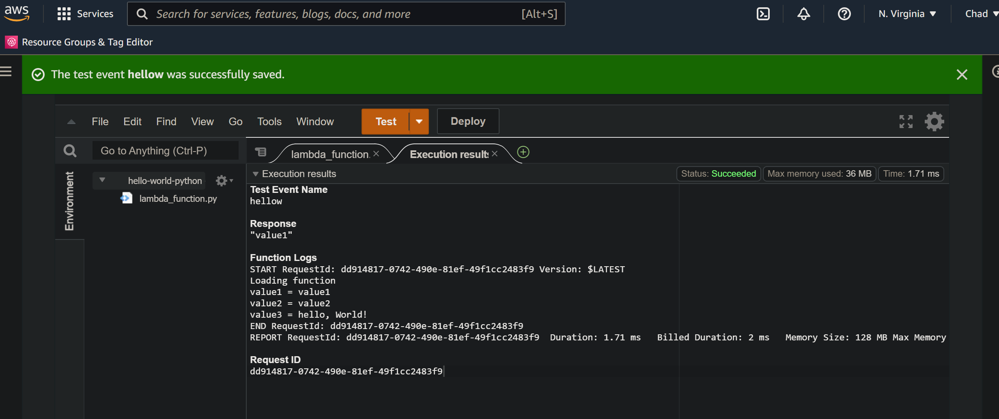 aws
Services
Search for services, features, blogs, docs, and more [Alt+S]
N. Virginia
Chad
Resource Groups & Tag Editor
The test event hellow was successfully saved.
File Edit Find View Go Tools Window
Test
Deploy
Go to Anything (Ctrl-P)
lambda_function.
Execution results
Environment
hello-world-python
lambda_function.py
Execution results
Status: Succeeded
Max memory used: 36 MB
Time: 1.71 ms
Test Event Name
hellow
Response
"value1"
Function Logs
START RequestId: dd914817-0742-490e-81ef-49f1cc2483f9 Version: $LATEST
Loading function
value1 = value1
value2 = value2
value3 = hello, World!
END RequestId: dd914817-0742-490e-81ef-49f1cc2483f9
REPORT RequestId: dd914817-0742-490e-81ef-49f1cc2483f9 Duration: 1.71 ms Billed Duration: 2 ms Memory Size: 128 MB Max Memory
Request ID
dd914817-0742-490e-81ef-49f1cc2483f9